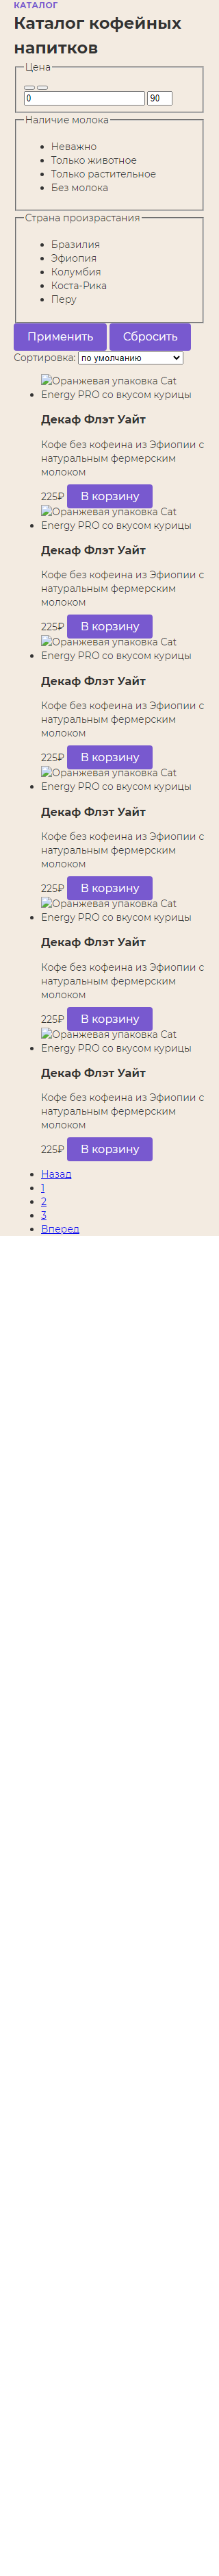 КАТАЛОГ
Каталог кофейных
напитков
Цена
0
90
Наличие молока
Неважно
Только животное
Только растительное
Без молока
Страна произрастания
Бразилия
Эфиопия
Колумбия
Коста-Рика
Перу
Применить
Сбросить
Сортировка: по умолчанию
Оранжевая упаковка Cat
Energy PRO со вкусом курицы
Декаф Флэт Уайт
Кофе без кофеина из Эфиопии с
натуральным фермерским
молоком
225₽ В корзину
Оранжевая упаковка Cat
Energy PRO со вкусом курицы
Декаф Флэт Уайт
Кофе без кофеина из Эфиопии с
натуральным фермерским
молоком
225₽ В корзину
Оранжевая упаковка Cat
Energy PRO со вкусом курицы
Декаф Флэт Уайт
Кофе без кофеина из Эфиопии с
натуральным фермерским
молоком
225₽ В корзину
Оранжевая упаковка Cat
Energy PRO со вкусом курицы
Декаф Флэт Уайт
Кофе без кофеина из Эфиопии с
натуральным фермерским
молоком
225₽ В корзину
Оранжевая упаковка Cat
Energy PRO со вкусом курицы
Декаф Флэт Уайт
Кофе без кофеина из Эфиопии с
натуральным фермерским
молоком
225₽ В корзину
Оранжевая упаковка Cat
Energy PRO со вкусом курицы
Декаф Флэт Уайт
Кофе без кофеина из Эфиопии с
натуральным фермерским
молоком
225₽ В корзину
Назад
1
2
3
Вперед